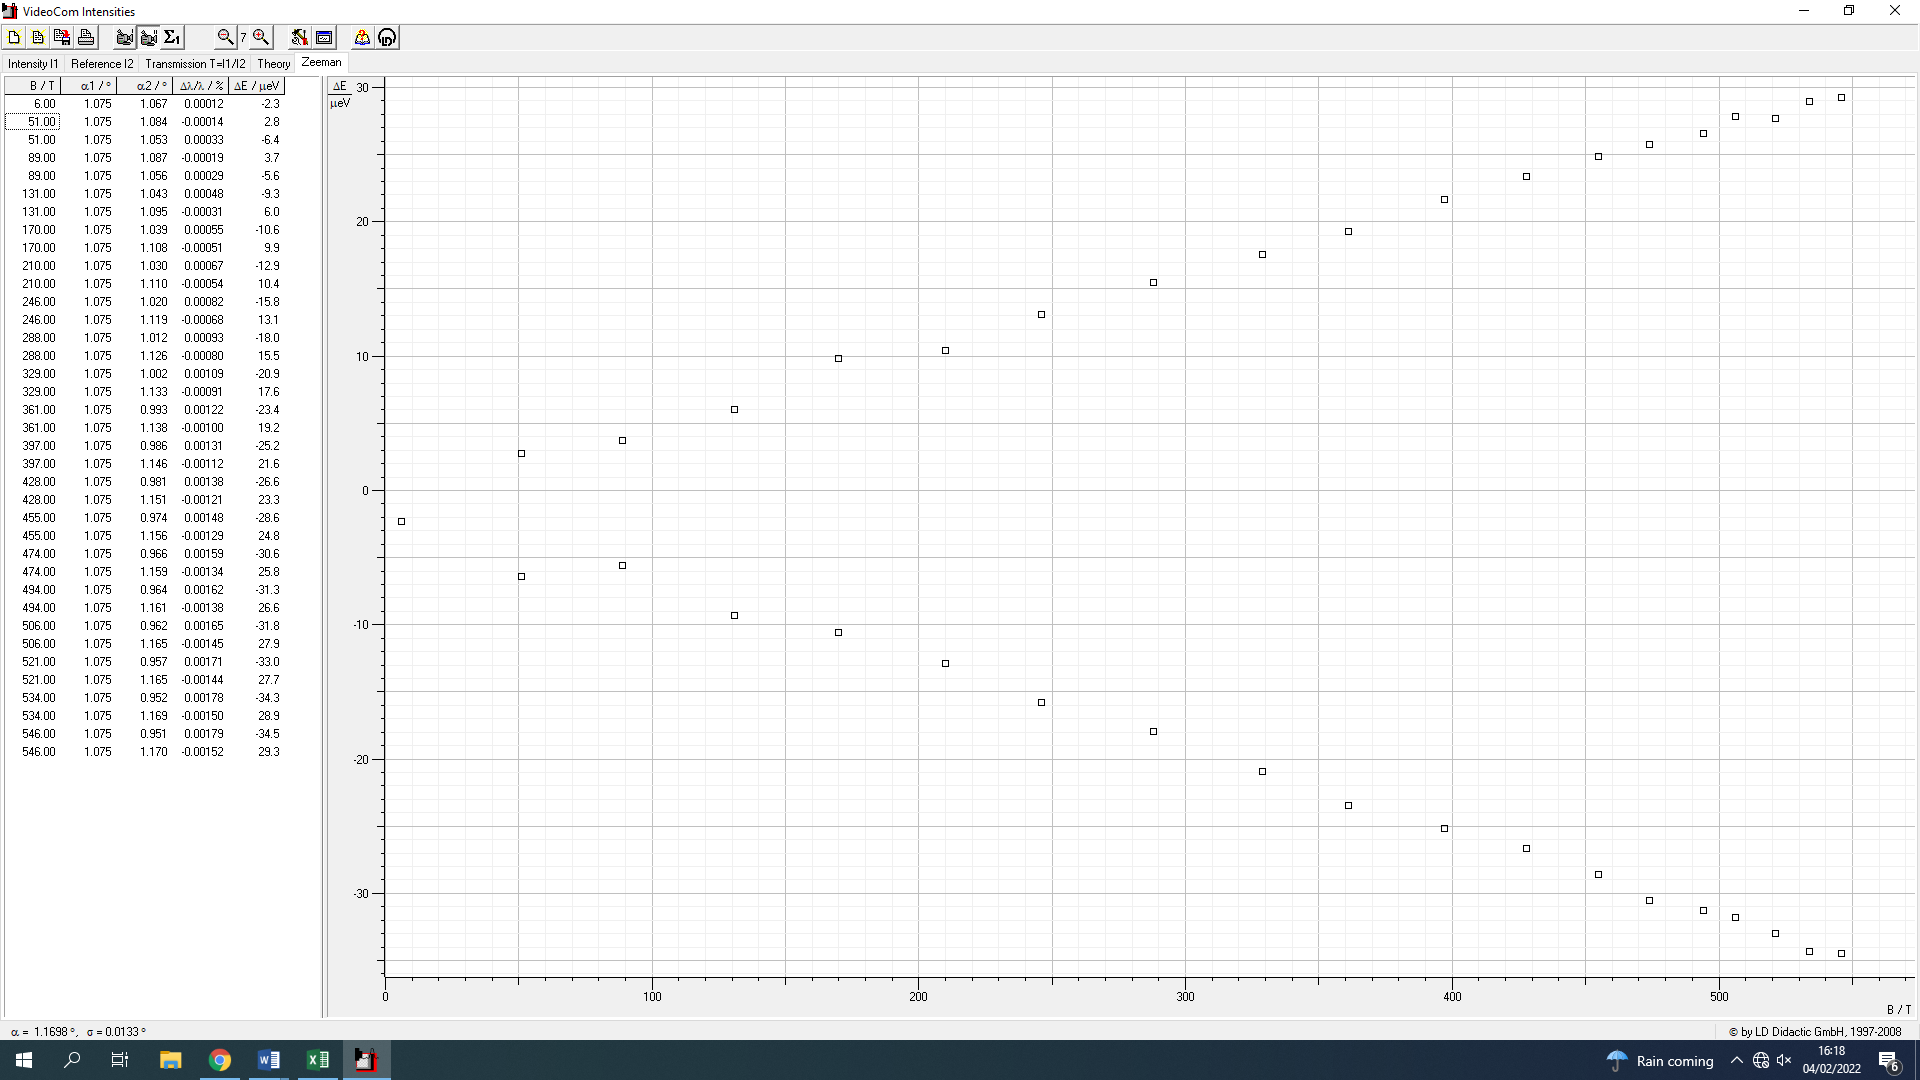 VideoCom Intensities
7
Intensity I1 Reference I2 Transmission T=I1/I2 Theory Zeeman
B / T α1 / ° α2 / ° Δλ/λ / % ΔE / µeV
6.00 1.075 1.067 0.00012 -2.3
51.00 1.075 1.084 -0.00014 2.8
51.00 1.075 1.053 0.00033 -6.4
89.00 1.075 1.087 -0.00019 3.7
89.00 1.075 1.056 0.00029 -5.6
131.00 1.075 1.043 0.00048 -9.3
131.00 1.075 1.095 -0.00031 6.0
170.00 1.075 1.039 0.00055 -10.6
170.00 1.075 1.108 -0.00051 9.9
210.00 1.075 1.030 0.00067 -12.9
210.00 1.075 1.110 -0.00054 10.4
246.00 1.075 1.020 0.00082 -15.8
246.00 1.075 1.119 -0.00068 13.1
288.00 1.075 1.012 0.00093 -18.0
288.00 1.075 1.126 -0.00080 15.5
329.00 1.075 1.002 0.00109 -20.9
329.00 1.075 1.133 -0.00091 17.6
361.00 1.075 0.993 0.00122 -23.4
361.00 1.075 1.138 -0.00100 19.2
397.00 1.075 0.986 0.00131 -25.2
397.00 1.075 1.146 -0.00112 21.6
428.00 1.075 0.981 0.00138 -26.6
428.00 1.075 1.151 -0.00121 23.3
455.00 1.075 0.974 0.00148 -28.6
455.00 1.075 1.156 -0.00129 24.8
474.00 1.075 0.966 0.00159 -30.6
474.00 1.075 1.159 -0.00134 25.8
494.00 1.075 0.964 0.00162 -31.3
494.00 1.075 1.161 -0.00138 26.6
506.00 1.075 0.962 0.00165 -31.8
506.00 1.075 1.165 -0.00145 27.9
521.00 1.075 0.957 0.00171 -33.0
521.00 1.075 1.165 -0.00144 27.7
534.00 1.075 0.952 0.00178 -34.3
534.00 1.075 1.169 -0.00150 28.9
546.00 1.075 0.951 0.00179 -34.5
546.00 1.075 1.170 -0.00152 29.3
ΔE
µeV
30
20
10
0
-10
-20
-30
0 100 200 300 400 500
B / T
α = 1.1698 °, σ = 0.0133 °
© by LD Didactic GmbH, 1997-2008
Rain coming
16:18
04/02/2022
6